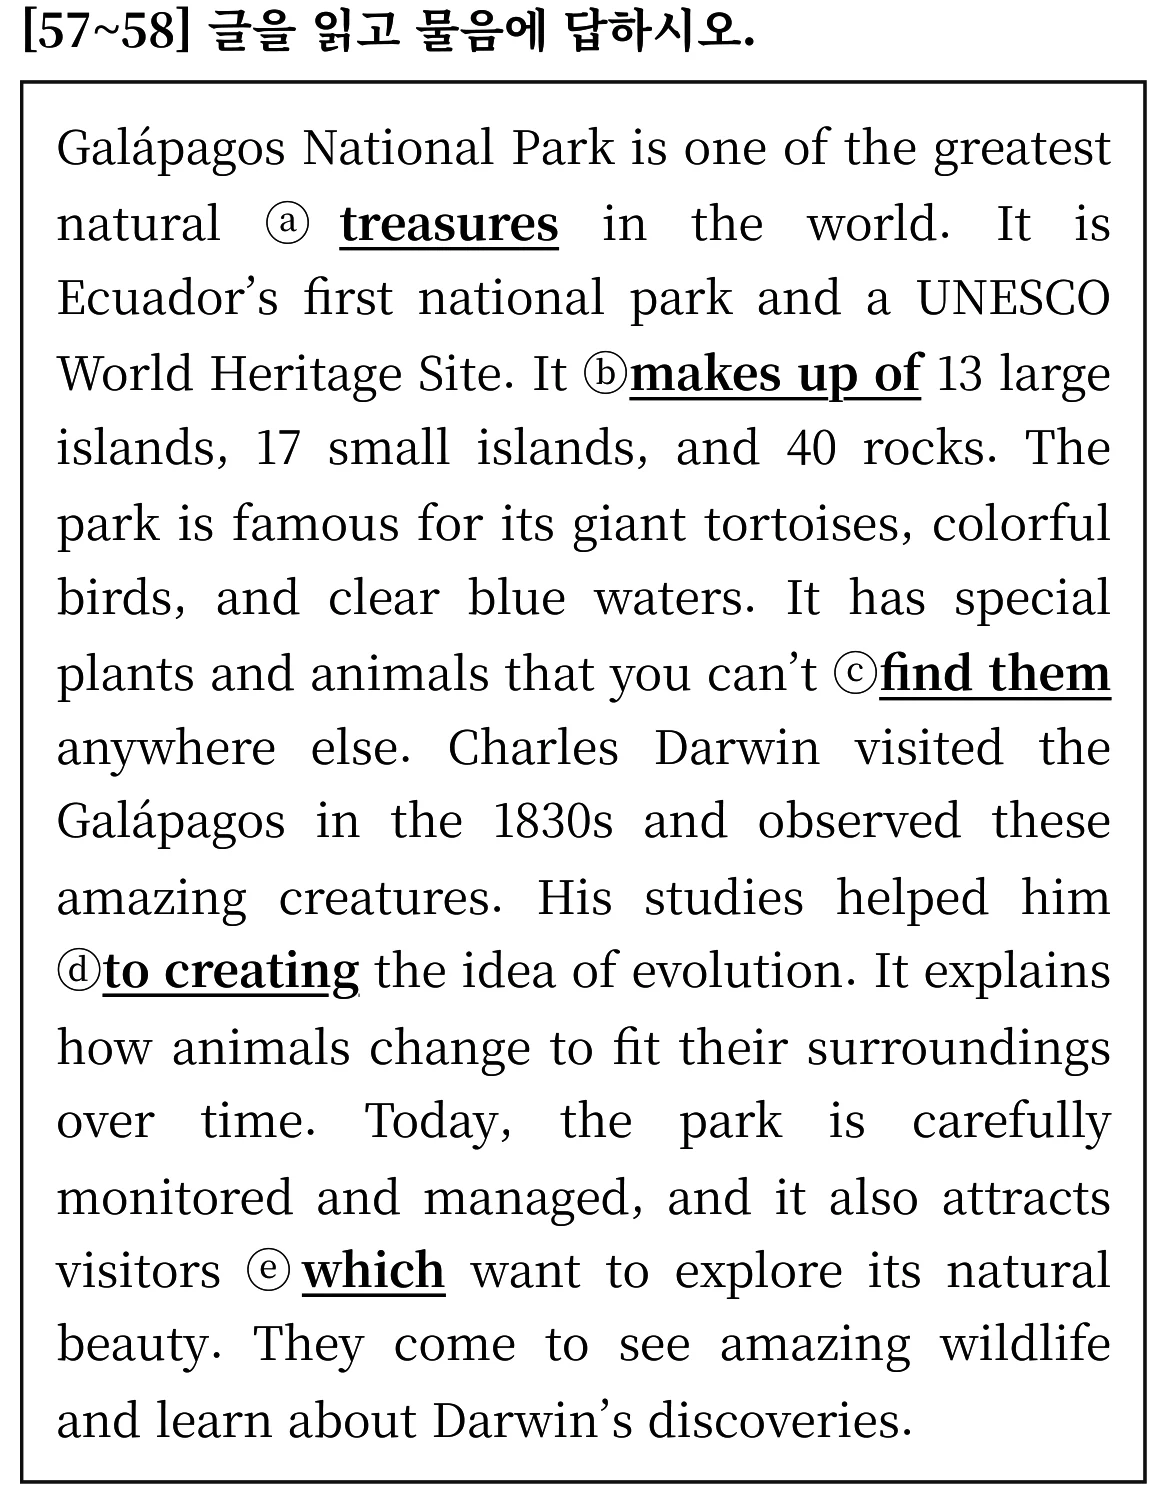 [57~58] 글을 읽고 물음에 답하시오.
Galápagos National Park is one of the greatest
natural ⓐ treasures in the world. It is
Ecuador’s first national park and a UNESCO
World Heritage Site. It ⓑmakes up of 13 large
islands, 17 small islands, and 40 rocks. The
park is famous for its giant tortoises, colorful
birds, and clear blue waters. It has special
plants and animals that you can’t ⓒfind them
anywhere else. Charles Darwin visited the
Galápagos in the 1830s and observed these
amazing creatures. His studies helped him
ⓓto creating the idea of evolution. It explains
how animals change to fit their surroundings
over time. Today, the park is carefully
monitored and managed, and it also attracts
visitors ⓔwhich want to explore its natural
beauty. They come to see amazing wildlife
and learn about Darwin’s discoveries.